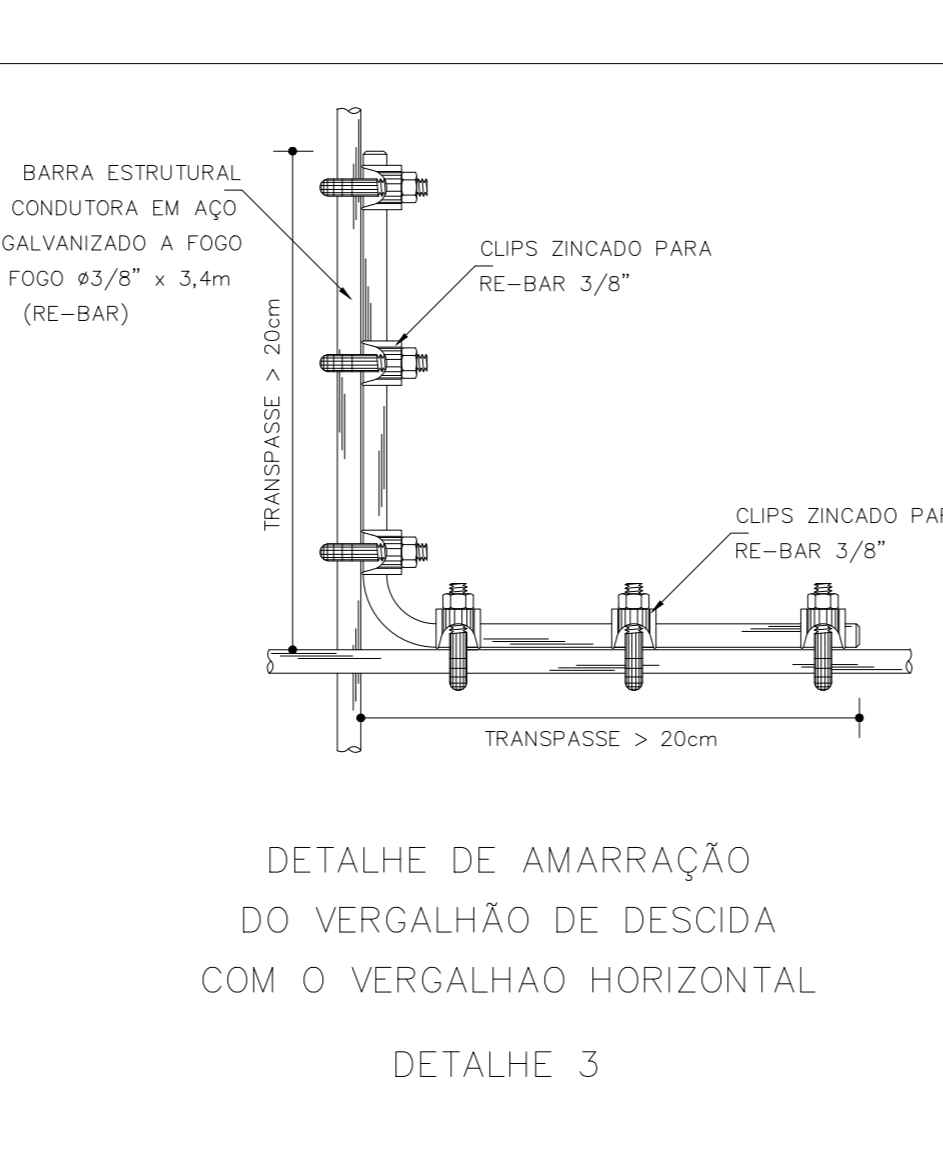 BARRA ESTRUTURAL
CONDUTORA EM AÇO
GALVANIZADO A FOGO
FOGO ø3/8" x 3,4m
(RE-BAR)
CLIPS ZINCADO PARA
RE-BAR 3/8"
TRANSPASSE > 20cm
CLIPS ZINCADO
RE-BAR 3/8"
TRANSPASSE > 20cm
DETALHE DE AMARRAÇÃO
DO VERGALHÃO DE DESCIDA
COM O VERGALHAO HORIZONTAL
DETALHE 3